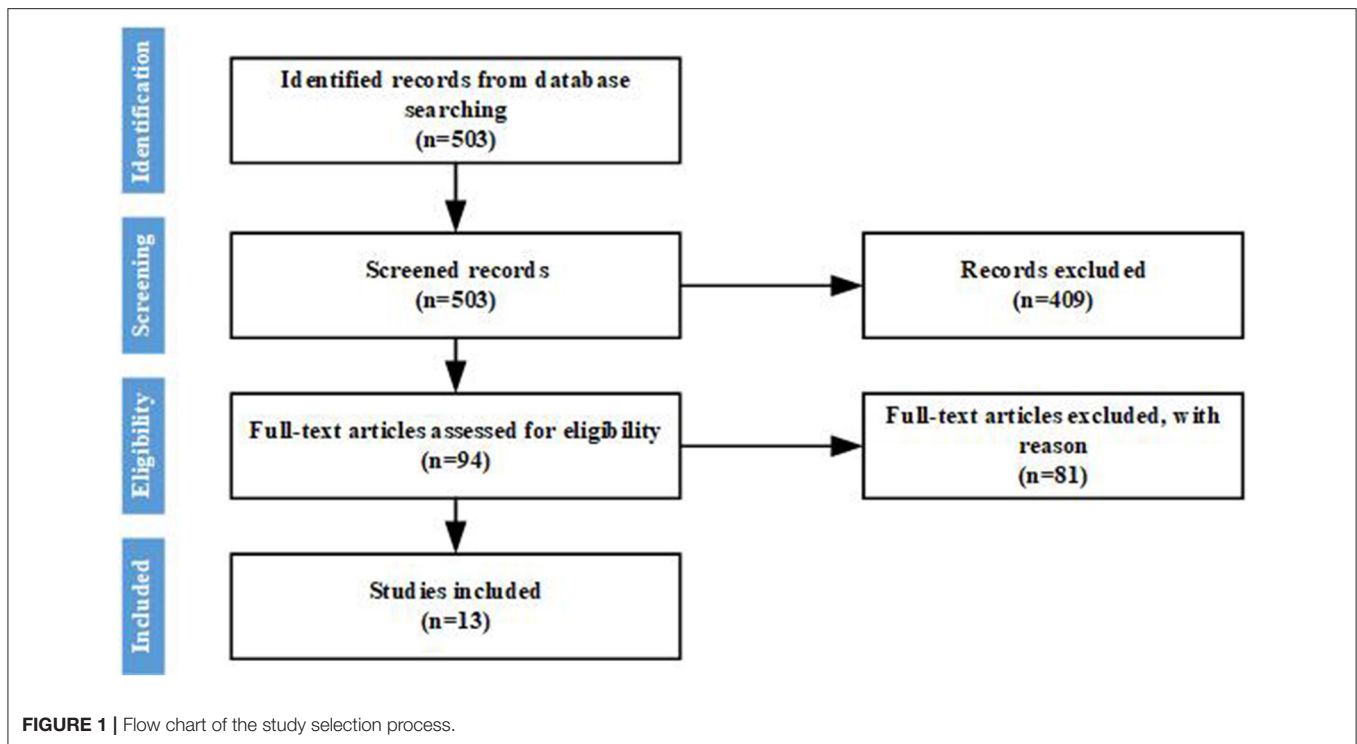 Identification
Identified records from database
searching
(n=503)
Screening
Screened records
(n=503)
Records excluded
(n=409)
Eligibility
Full-text articles assessed for eligibility
(n=94)
Full-text articles excluded, with
reason
(n=81)
Included
Studies included
(n=13)
FIGURE 1 | Flow chart of the study selection process.